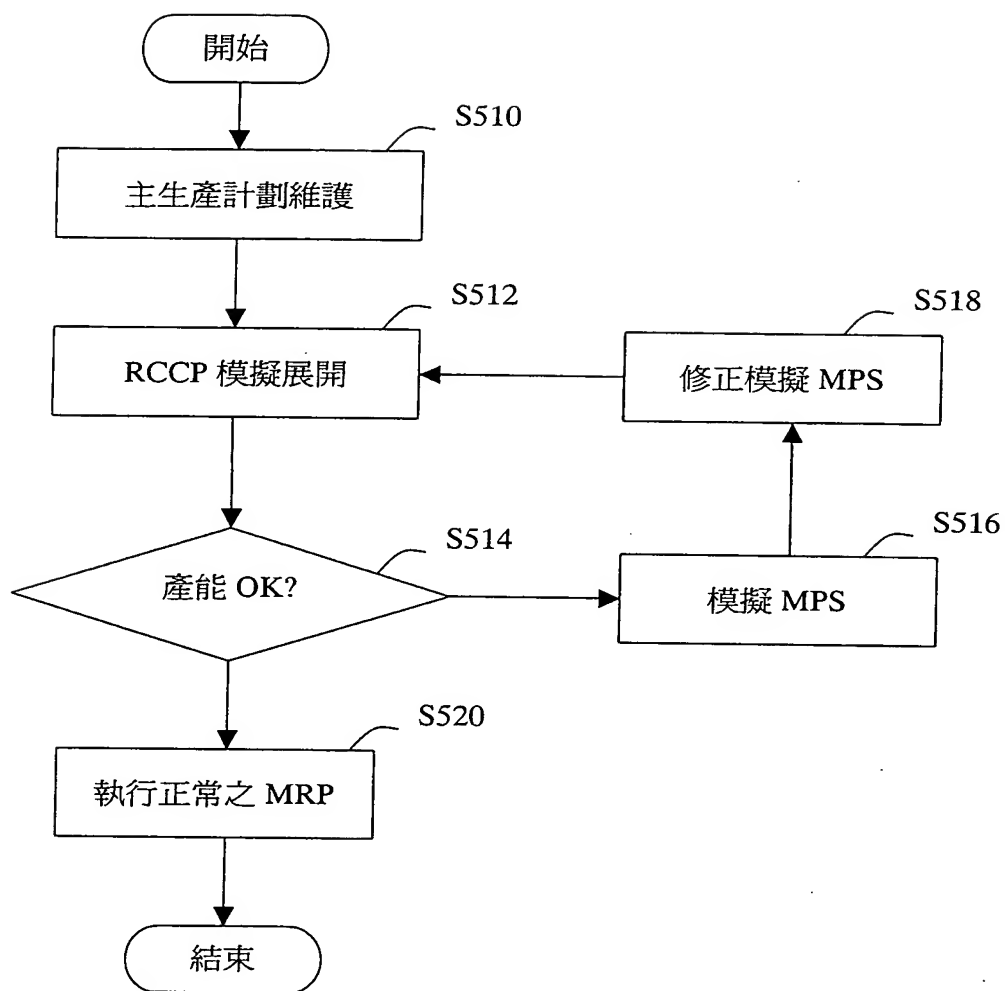 開始
S510
主生產計劃維護
S512
RCCP 模擬展開
S518
修正模擬 MPS
S514
產能 OK?
S516
模擬 MPS
S520
執行正常之 MRP
結束